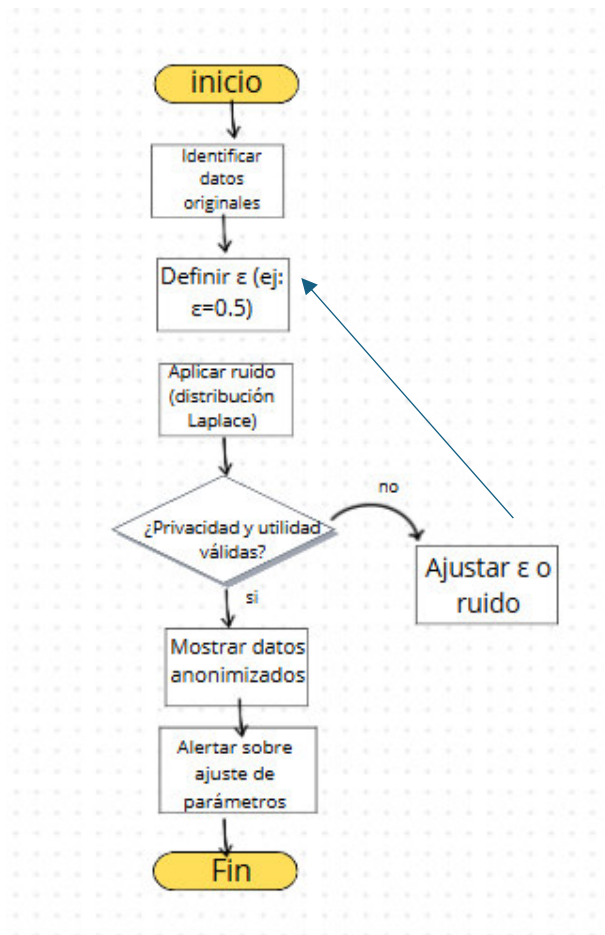 inicio
Identificar
datos
originales
Definir ε (ej:
ε=0.5)
Aplicar ruido
(distribución
Laplace)
no
¿Privacidad y utilidad
válidas?
Ajustar ε o
ruido
si
Mostrar datos
anonimizados
Alertar sobre
ajuste de
parámetros
Fin